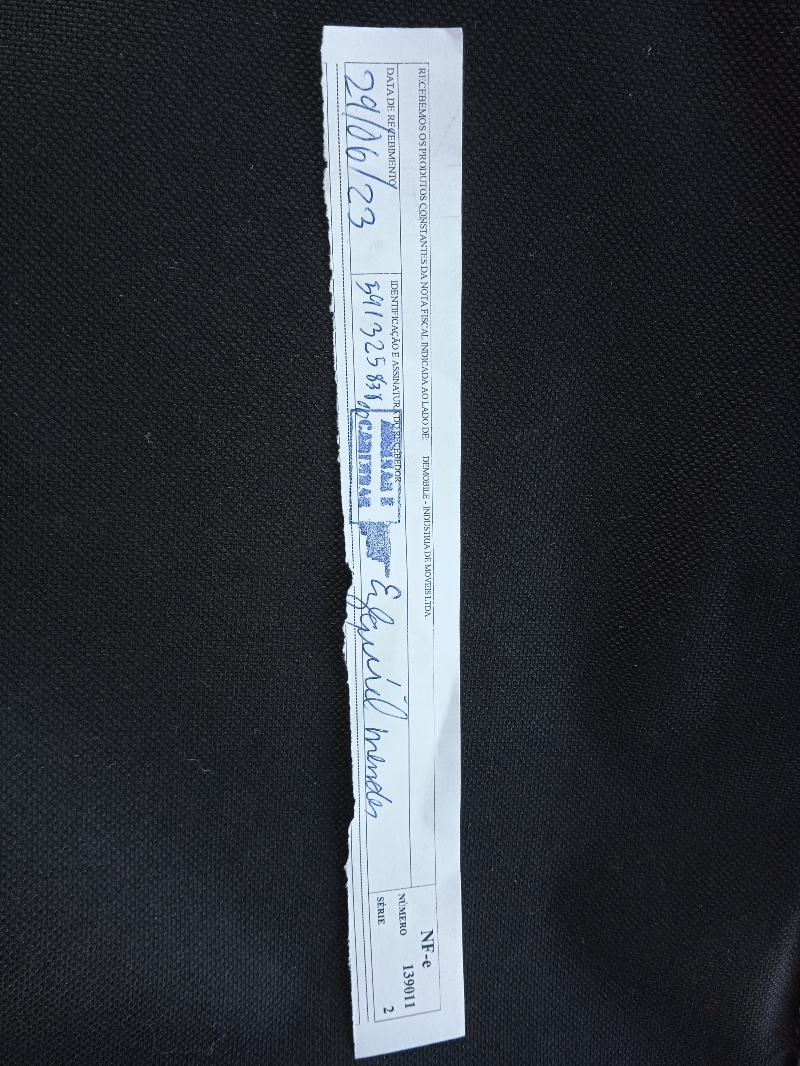 RECEBEMOS OS PRODUTOS CONSTANTES DA NOTA FISCAL INDICADA AO LADO DE: DEMOBILE - INDUSTRIA DE MOVEIS LTDA
NF-e
DATA DE RECEBIMENTO
IDENTIFICAÇÃO E ASSINATURA DO RECEBEDOR
NÚMERO 139011
SÉRIE 2
29/06/23
mendes